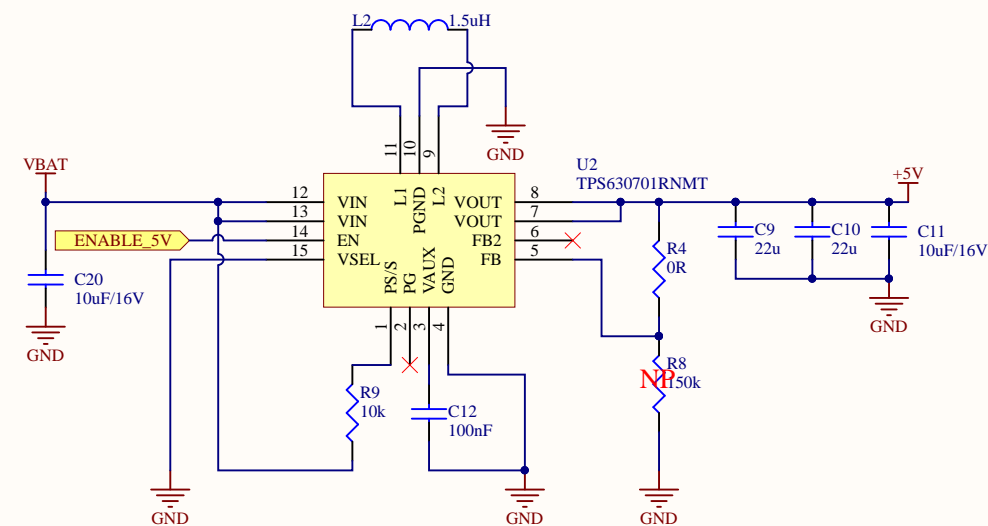 L2
1.5uH
GND
11
10
9
VBAT
U2
TPS630701RNMT
+5V
12
VIN
L1
PGND
L2
VOUT
8
13
VIN
VOUT
7
ENABLE_5V
14
EN
FB2
6
15
VSEL
FB
5
PS/S
PG
VAUX
GND
1
2
3
4
C20
10uF/16V
GND
R4
0R
C9
22u
C10
22u
C11
10uF/16V
GND
R9
10k
C12
100nF
R8
150k
NP
GND
GND
GND